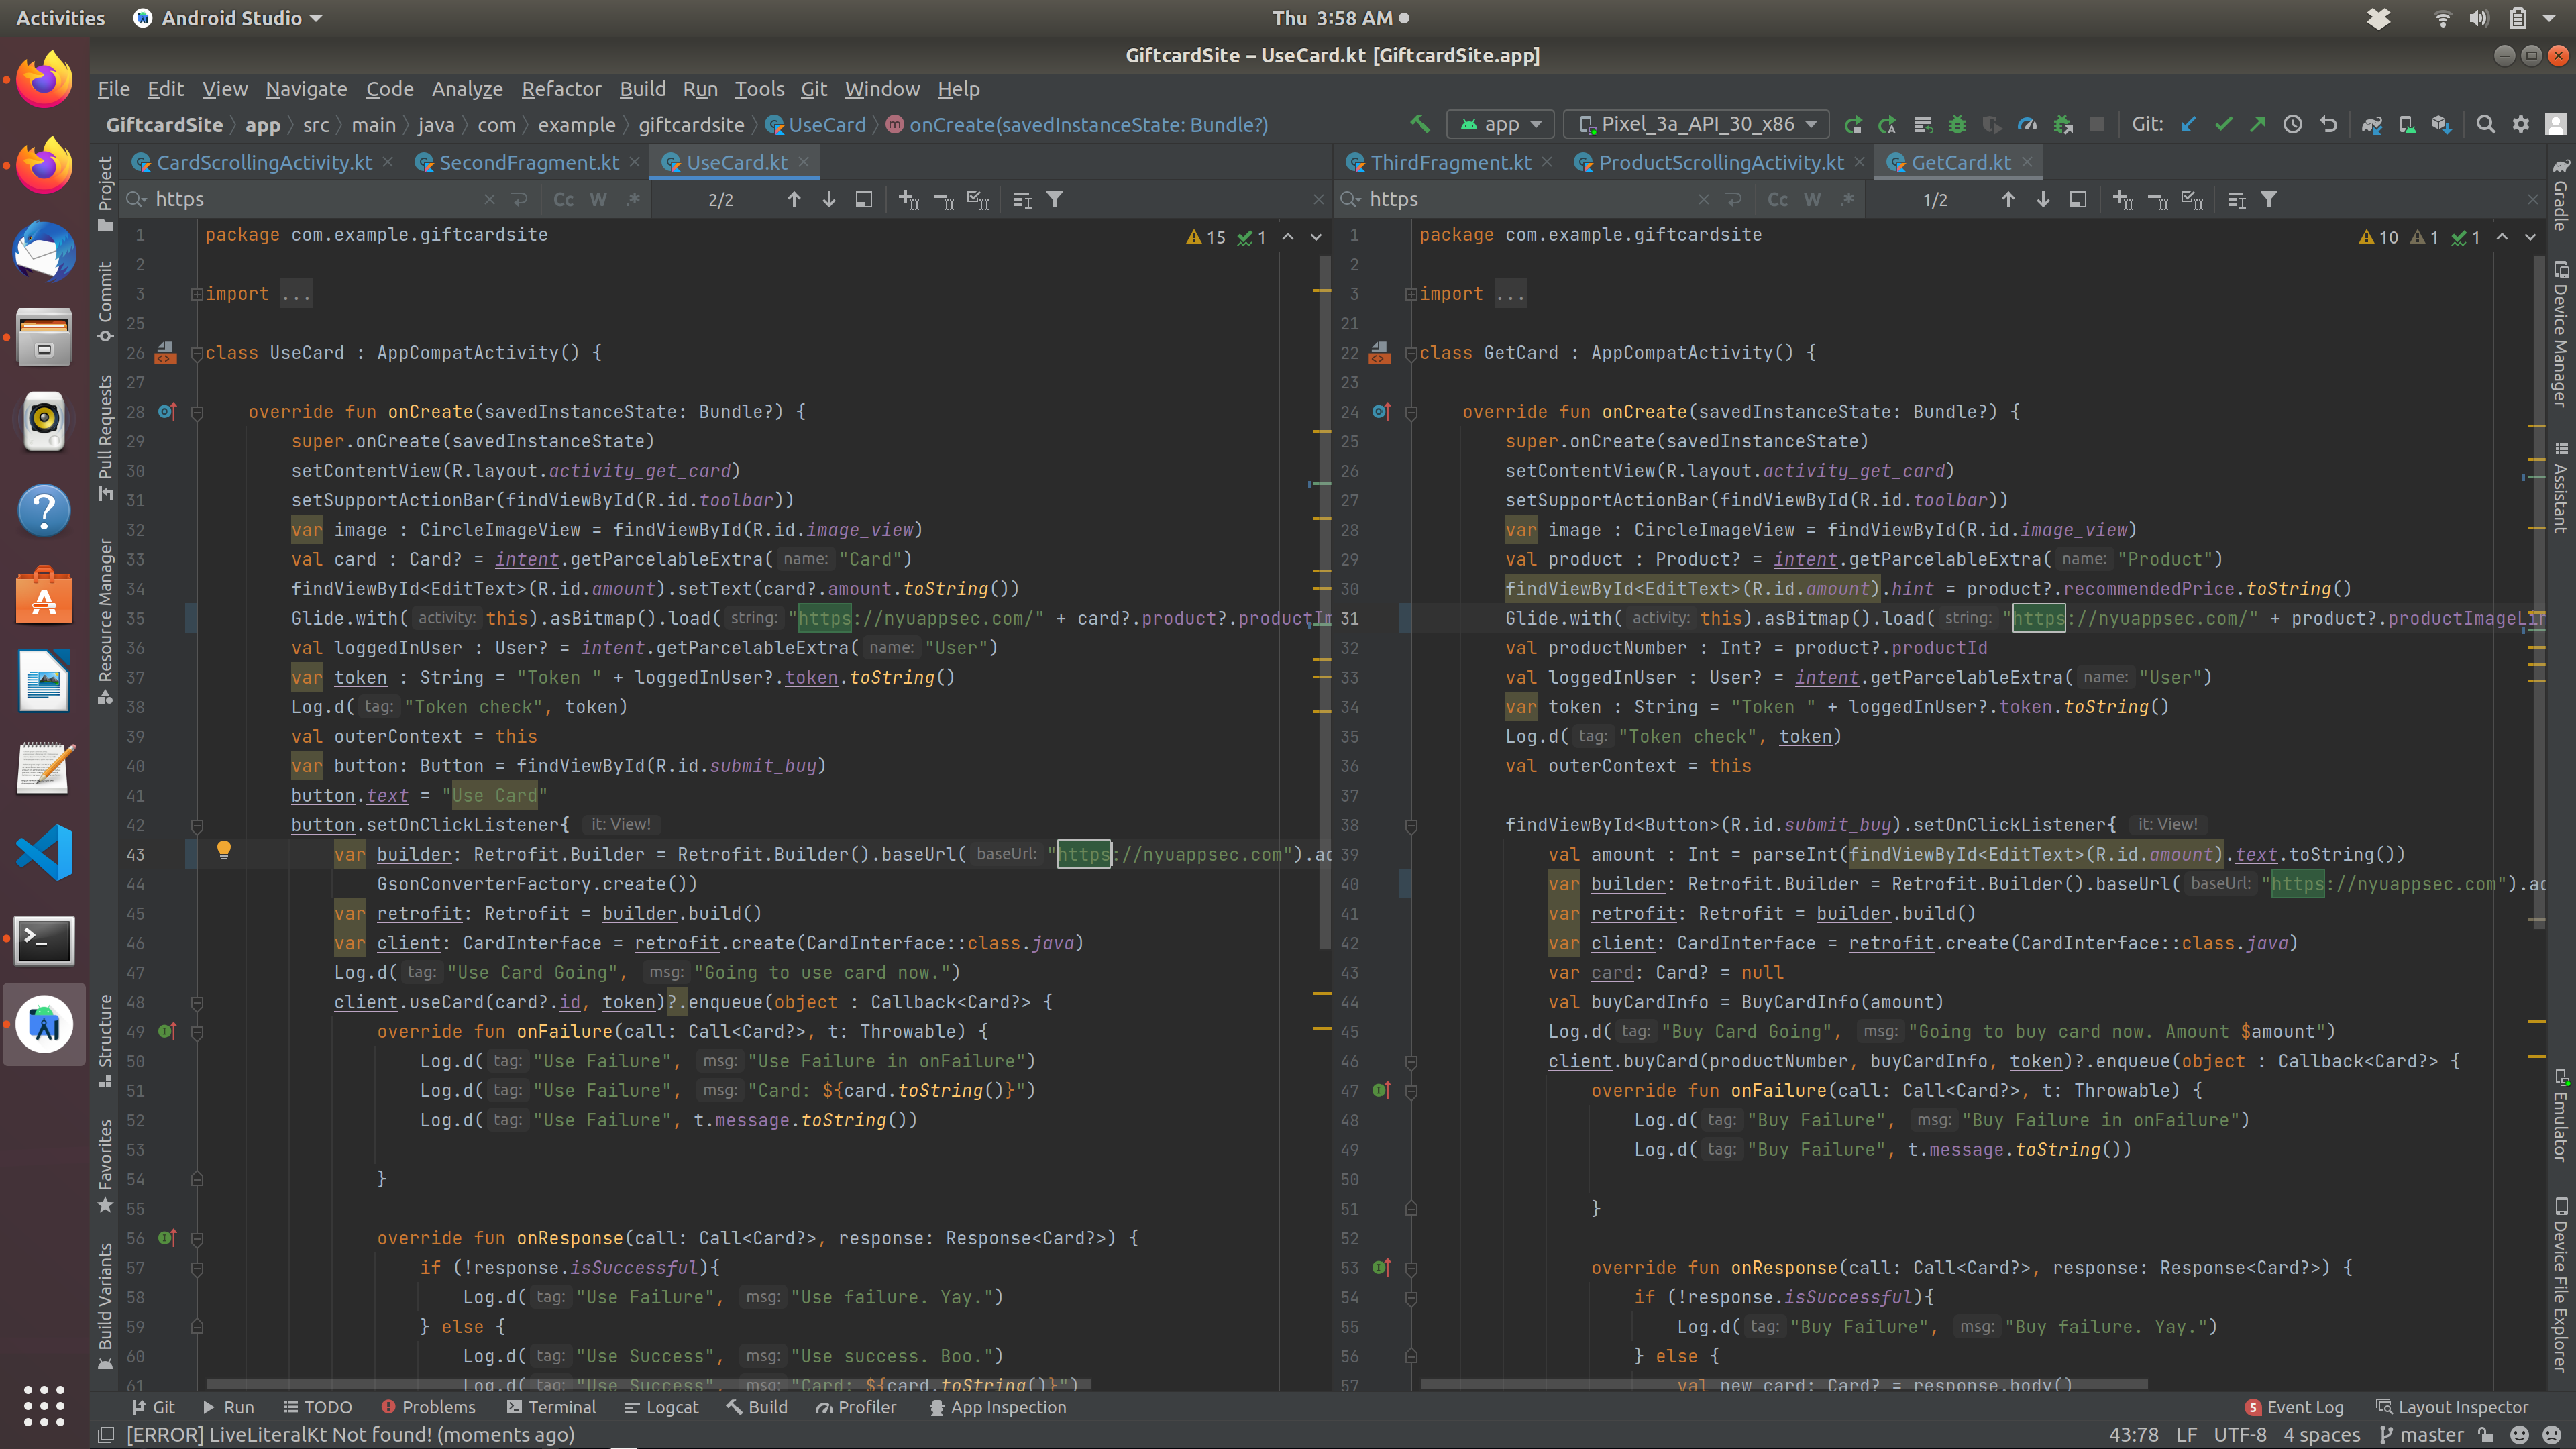 Activities Android Studio Thu 3:58 AM
GiftcardSite – UseCard.kt [GiftcardSite.app]
File Edit View Navigate Code Analyze Refactor Build Run Tools Git Window Help
GiftcardSite app src main java com example giftcardsite UseCard onCreate(savedInstanceState: Bundle?) app Pixel_3a_API_30_x86 Git:
CardScrollingActivity.kt SecondFragment.kt UseCard.kt
https Cc W .* 2/2
15 1
1 package com.example.giftcardsite
2
3 import ...
25
26 class UseCard : AppCompatActivity() {
27
28 override fun onCreate(savedInstanceState: Bundle?) {
29 super.onCreate(savedInstanceState)
30 setContentView(R.layout.activity_get_card)
31 setSupportActionBar(findViewById(R.id.toolbar))
32 var image : CircleImageView = findViewById(R.id.image_view)
33 val card : Card? = intent.getParcelableExtra( name: "Card")
34 findViewById<EditText>(R.id.amount).setText(card?.amount.toString())
35 Glide.with( activity: this).asBitmap().load( string: "https://nyuappsec.com/" + card?.product?.productIm
36 val loggedInUser : User? = intent.getParcelableExtra( name: "User")
37 var token : String = "Token " + loggedInUser?.token.toString()
38 Log.d( tag: "Token check", token)
39 val outerContext = this
40 var button: Button = findViewById(R.id.submit_buy)
41 button.text = "Use Card"
42 button.setOnClickListener{ it: View!
43 var builder: Retrofit.Builder = Retrofit.Builder().baseUrl( baseUrl: "https://nyuappsec.com").ad
44 GsonConverterFactory.create())
45 var retrofit: Retrofit = builder.build()
46 var client: CardInterface = retrofit.create(CardInterface::class.java)
47 Log.d( tag: "Use Card Going", msg: "Going to use card now.")
48 client.useCard(card?.id, token)?.enqueue(object : Callback<Card?> {
49 override fun onFailure(call: Call<Card?>, t: Throwable) {
50 Log.d( tag: "Use Failure", msg: "Use Failure in onFailure")
51 Log.d( tag: "Use Failure", msg: "Card: ${card.toString()}")
52 Log.d( tag: "Use Failure", t.message.toString())
53
54 }
55
56 override fun onResponse(call: Call<Card?>, response: Response<Card?>) {
57 if (!response.isSuccessful){
58 Log.d( tag: "Use Failure", msg: "Use failure. Yay.")
59 } else {
60 Log.d( tag: "Use Success", msg: "Use success. Boo.")
61 Log.d( tag: "Use Success", msg: "Card: ${card.toString()}")
ThirdFragment.kt ProductScrollingActivity.kt GetCard.kt
https Cc W .* 1/2
10 1 1
1 package com.example.giftcardsite
2
3 import ...
21
22 class GetCard : AppCompatActivity() {
23
24 override fun onCreate(savedInstanceState: Bundle?) {
25 super.onCreate(savedInstanceState)
26 setContentView(R.layout.activity_get_card)
27 setSupportActionBar(findViewById(R.id.toolbar))
28 var image : CircleImageView = findViewById(R.id.image_view)
29 val product : Product? = intent.getParcelableExtra( name: "Product")
30 findViewById<EditText>(R.id.amount).hint = product?.recommendedPrice.toString()
31 Glide.with( activity: this).asBitmap().load( string: "https://nyuappsec.com/" + product?.productImageLin
32 val productNumber : Int? = product?.productId
33 val loggedInUser : User? = intent.getParcelableExtra( name: "User")
34 var token : String = "Token " + loggedInUser?.token.toString()
35 Log.d( tag: "Token check", token)
36 val outerContext = this
37
38 findViewById<Button>(R.id.submit_buy).setOnClickListener{ it: View!
39 val amount : Int = parseInt(findViewById<EditText>(R.id.amount).text.toString())
40 var builder: Retrofit.Builder = Retrofit.Builder().baseUrl( baseUrl: "https://nyuappsec.com").ad
41 var retrofit: Retrofit = builder.build()
42 var client: CardInterface = retrofit.create(CardInterface::class.java)
43 var card: Card? = null
44 val buyCardInfo = BuyCardInfo(amount)
45 Log.d( tag: "Buy Card Going", msg: "Going to buy card now. Amount $amount")
46 client.buyCard(productNumber, buyCardInfo, token)?.enqueue(object : Callback<Card?> {
47 override fun onFailure(call: Call<Card?>, t: Throwable) {
48 Log.d( tag: "Buy Failure", msg: "Buy Failure in onFailure")
49 Log.d( tag: "Buy Failure", t.message.toString())
50
51 }
52
53 override fun onResponse(call: Call<Card?>, response: Response<Card?>) {
54 if (!response.isSuccessful){
55 Log.d( tag: "Buy Failure", msg: "Buy failure. Yay.")
56 } else {
57 val new_card: Card? = response.body()
Project
Commit
Pull Requests
Resource Manager
Structure
Favorites
Build Variants
Gradle
Device Manager
Assistant
Emulator
Device File Explorer
Git Run TODO Problems Terminal Logcat Build Profiler App Inspection 5 Event Log Layout Inspector
[ERROR] LiveLiteralKt Not found! (moments ago) 43:78 LF UTF-8 4 spaces master